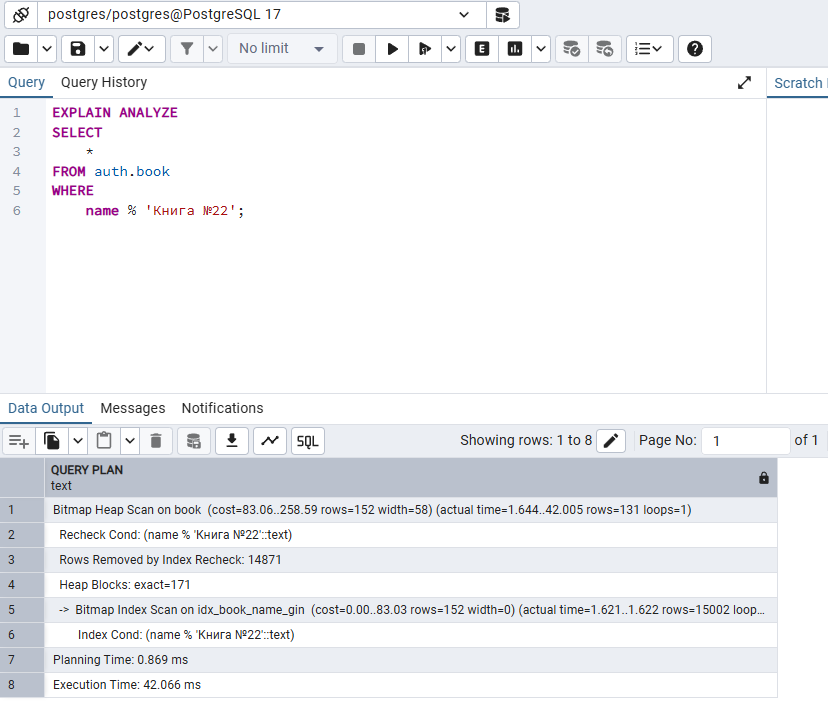 postgres/postgres@PostgreSQL 17
No limit
E
Query
Query History
Scratch
1 EXPLAIN ANALYZE
2 SELECT
3 *
4 FROM auth.book
5 WHERE
6 name % 'Книга №22';
Data Output
Messages
Notifications
SQL
Showing rows: 1 to 8
Page No:
1
of 1
QUERY PLAN
text
1 Bitmap Heap Scan on book (cost=83.06..258.59 rows=152 width=58) (actual time=1.644..42.005 rows=131 loops=1)
2 Recheck Cond: (name % 'Книга №22'::text)
3 Rows Removed by Index Recheck: 14871
4 Heap Blocks: exact=171
5 -> Bitmap Index Scan on idx_book_name_gin (cost=0.00..83.03 rows=152 width=0) (actual time=1.621..1.622 rows=15002 loop...
6 Index Cond: (name % 'Книга №22'::text)
7 Planning Time: 0.869 ms
8 Execution Time: 42.066 ms